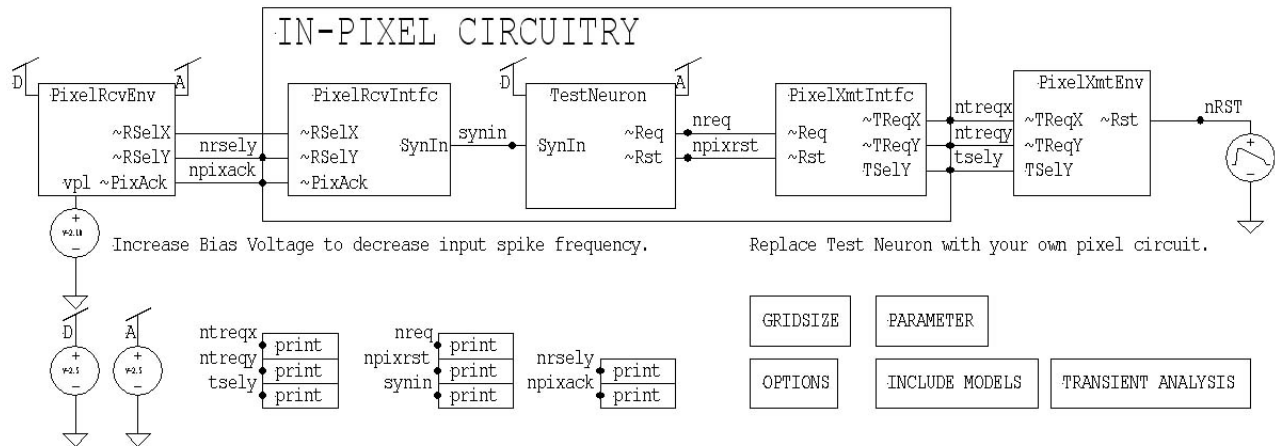 IN-PIXEL CIRCUITRY
D
A
D
A
PixelRcvEnv
PixelRcvIntfc
TestNeuron
PixelXmtIntfc
PixelXmtEnv
~RSelX
~RSelY
vpl
~PixAck
nrsely
npixack
~RSelX
~RSelY
~PixAck
SynIn
synin
SynIn
~Req
~Rst
nreq
npixrst
~Req
~Rst
~TReqX
~TReqY
TSelY
ntreqx
ntreqy
tsely
~TReqX
~TReqY
TSelY
~Rst
nRST
Increase Bias Voltage to decrease input spike frequency.
Replace Test Neuron with your own pixel circuit.
D
A
V=2.5
V=2.5
ntreqx
print
ntreqy
print
tsely
print
nreq
print
npixrst
print
synin
print
nrsely
print
npixack
print
GRIDSIZE
PARAMETER
OPTIONS
INCLUDE MODELS
TRANSIENT ANALYSIS